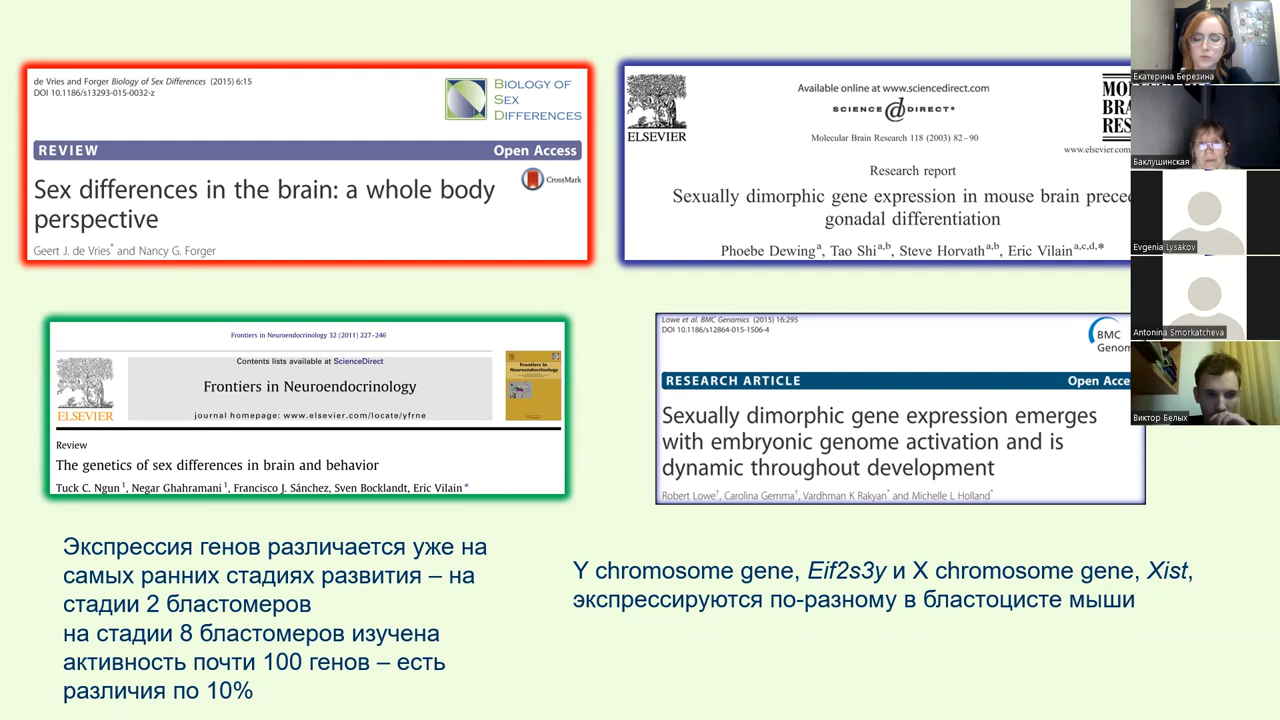 de Vries and Forger Biology of Sex Differences (2015) 6:15
DOI 10.1186/s13293-015-0032-z
BIOLOGY OF
SEX
DIFFERENCES
REVIEW
Open Access
CrossMark
Sex differences in the brain: a whole body
perspective
Geert J. de Vries* and Nancy G. Forger
ELSEVIER
Available online at www.sciencedirect.com
SCIENCE @ DIRECT®
Molecular Brain Research 118 (2003) 82–90
BRA
RES
www.elsevier.com
Research report
Sexually dimorphic gene expression in mouse brain
gonadal differentiation
Phoebe Dewing a, Tao Shi a,b, Steve Horvath a,b, Eric Vilain a,c,d,*
Frontiers in Neuroendocrinology 32 (2011) 227–246
Contents lists available at ScienceDirect
Frontiers in Neuroendocrinology
journal homepage: www.elsevier.com/locate/yfrne
ELSEVIER
Frontiers in
Neuroendocrinology
Review
The genetics of sex differences in brain and behavior
Tuck C. Ngun 1, Negar Ghahramani 1, Francisco J. Sánchez, Sven Bocklandt, Eric Vilain *
Lowe et al. BMC Genomics (2015) 16:295
DOI 10.1186/s12864-015-1506-4
BMC
Genom
RESEARCH ARTICLE
Open Acce
Sexually dimorphic gene expression emerges
with embryonic genome activation and is
dynamic throughout development
Robert Lowe†, Carolina Gemma†, Vardhman K Rakyan* and Michelle L Holland*
Экспрессия генов различается уже на
самых ранних стадиях развития – на
стадии 2 бластомеров
на стадии 8 бластомеров изучена
активность почти 100 генов – есть
различия по 10%
Y chromosome gene, Eif2s3y и X chromosome gene, Xist,
экспрессируются по-разному в бластоцисте мыши
Екатерина Березина
Баклушинская
Evgenia Lysakov
Antonina Smorkatcheva
Виктор Белых